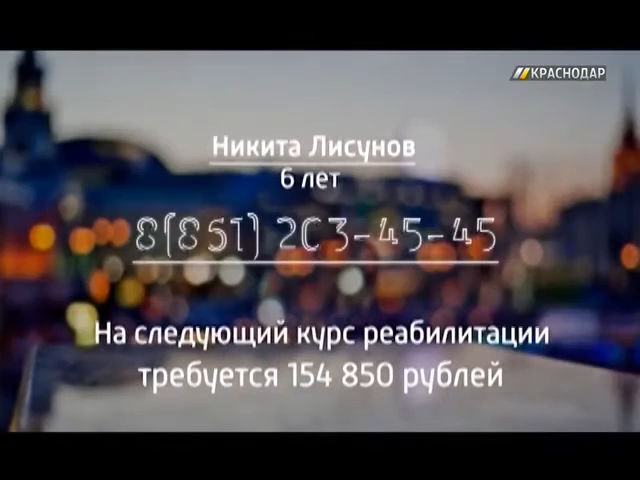 КРАСНОДАР
Никита Лисунов
6 лет
8(861) 203-45-45
На следующий курс реабилитации
требуется 154 850 рублей